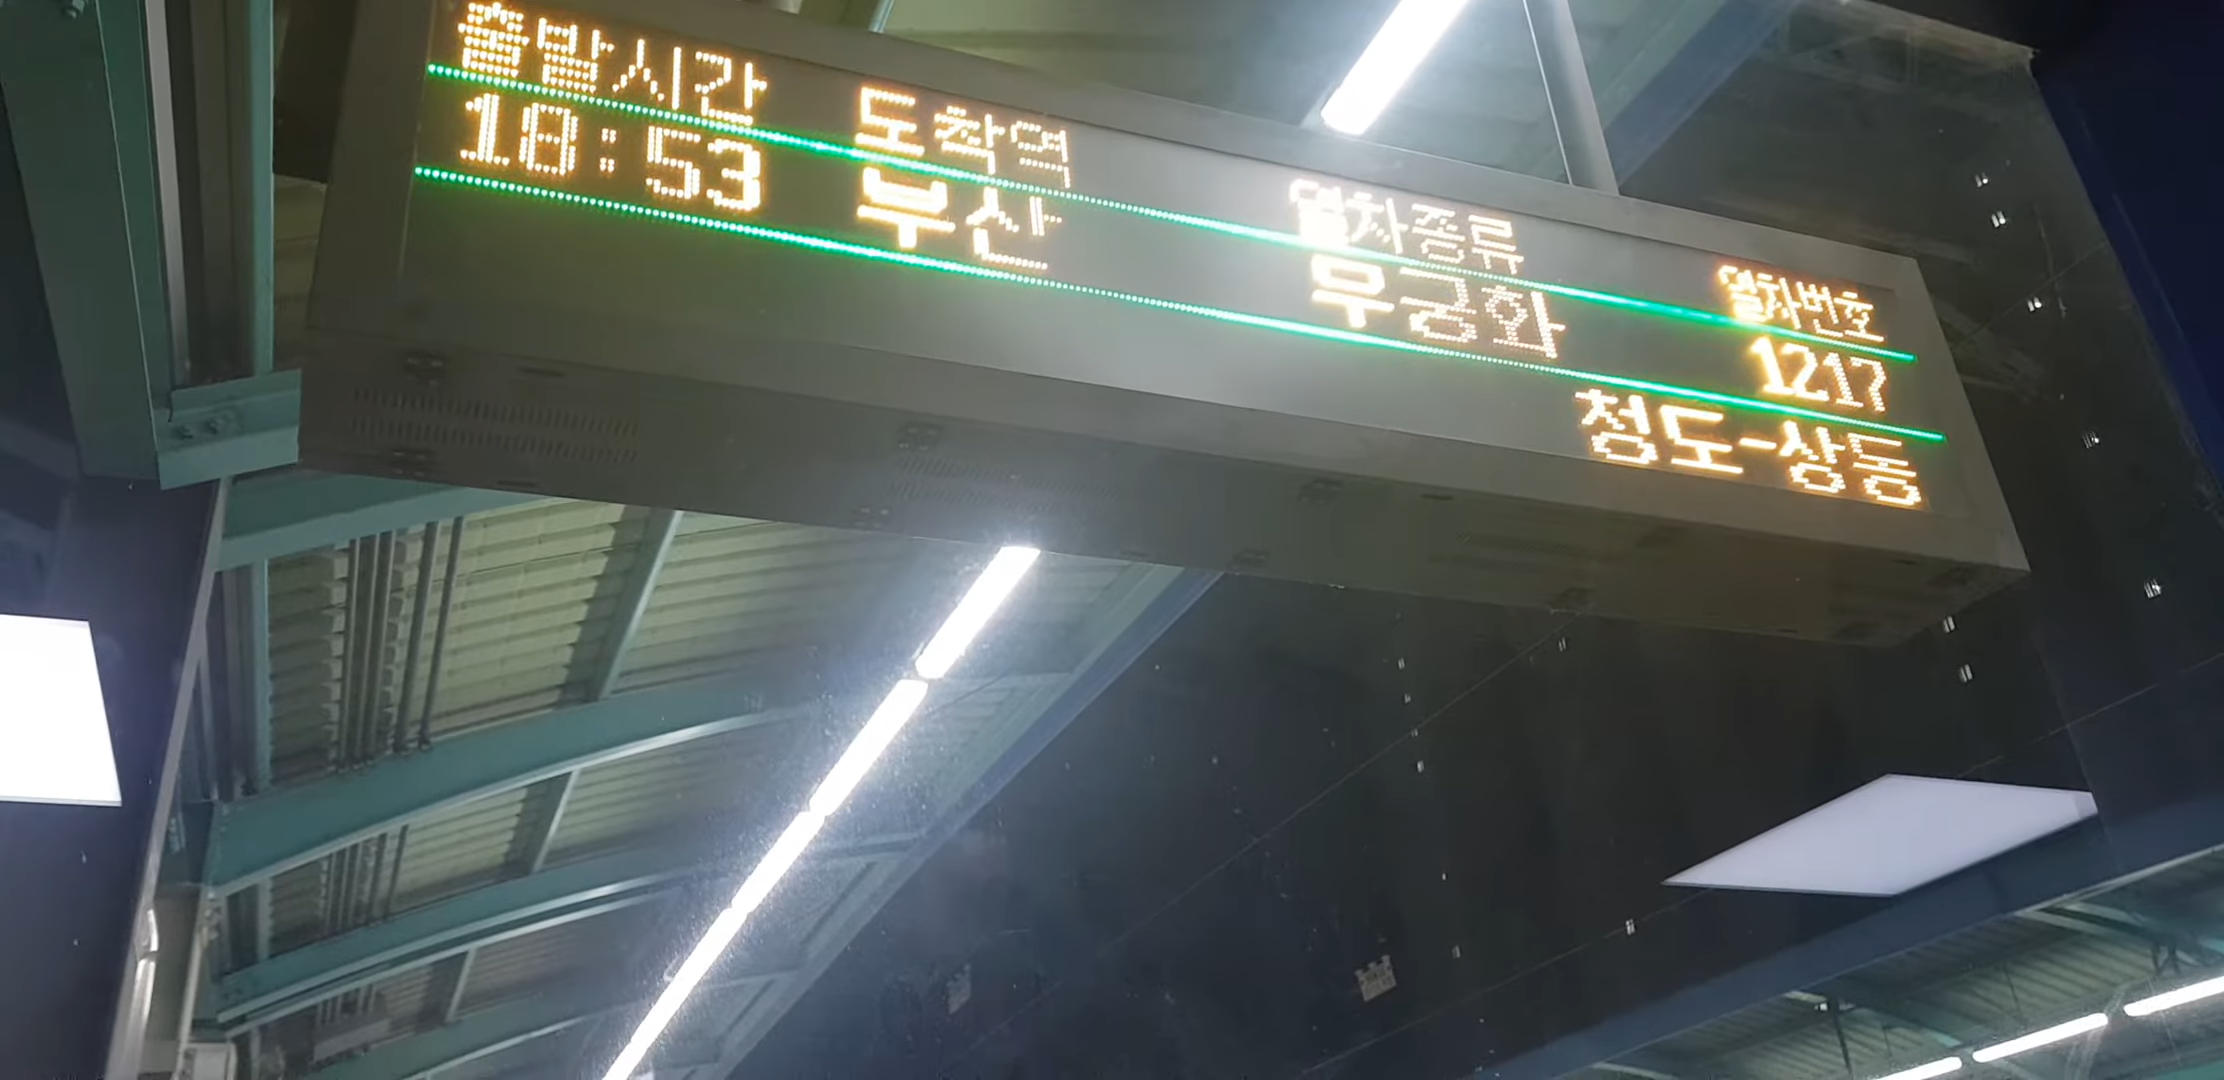 출발시간 도착역 열차종류 열차번호
18:53 부산 무궁화 1217
청도-상동